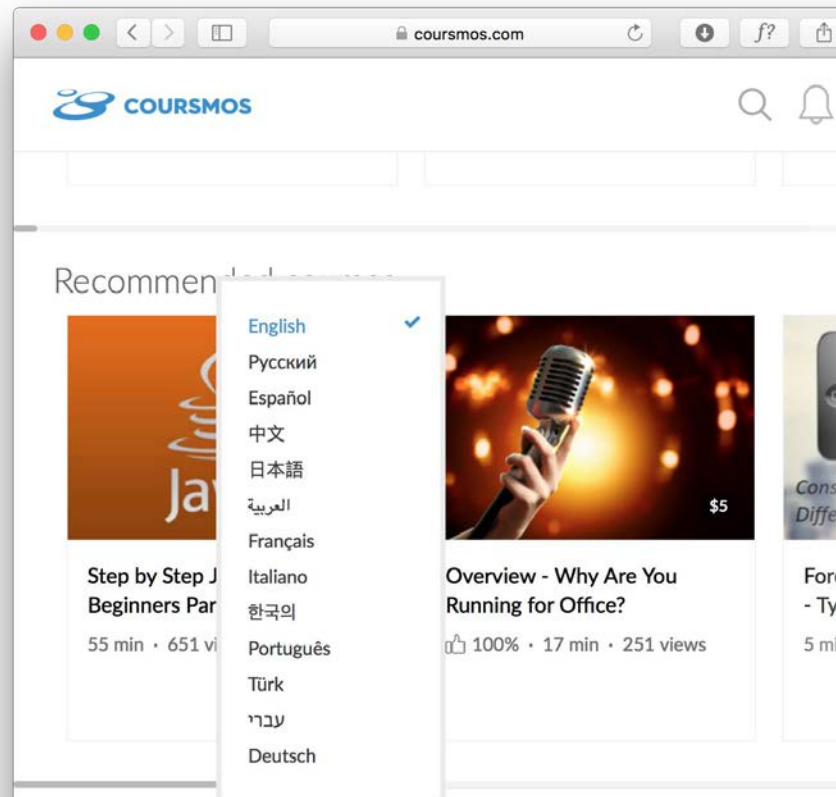 coursmos.com
f?
COURSMOS
Recommen
English
Русский
Español
中文
日本語
العربية
Français
Italiano
한국의
Português
Türk
עברי
Deutsch
Ja
Step by Step J
Beginners Par
55 min · 651 vi
$5
Overview - Why Are You
Running for Office?
100% · 17 min · 251 views
Cons
Diffe
For
- Ty
5 mi